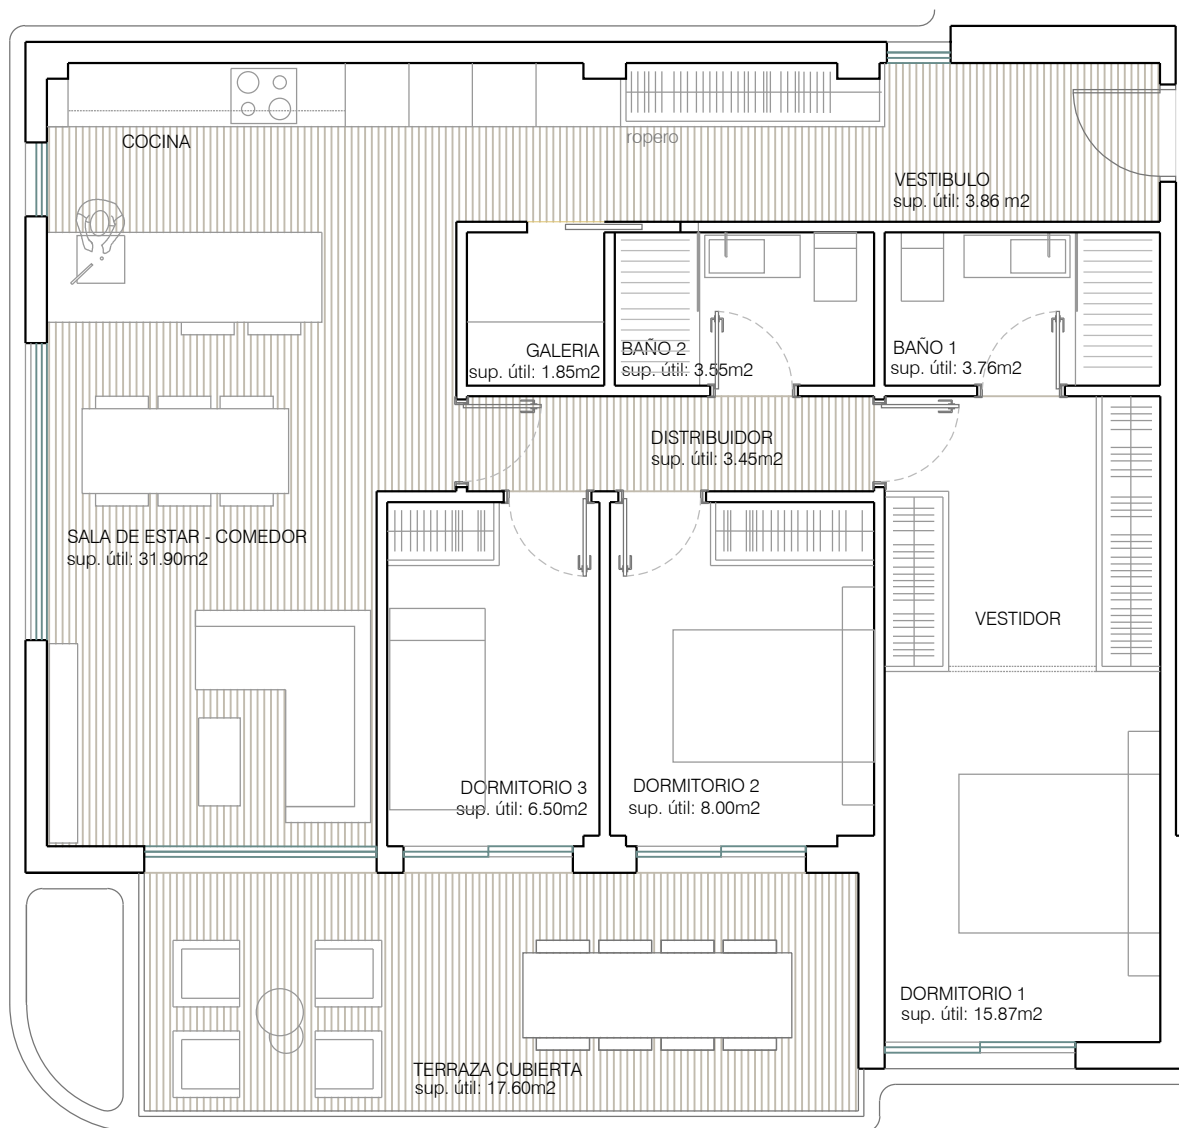 COCINA
ropero
VESTIBULO
sup. útil: 3.86 m2
GALERIA
sup. útil: 1.85m2
BAÑO 2
sup. útil: 3.55m2
BAÑO 1
sup. útil: 3.76m2
DISTRIBUIDOR
sup. útil: 3.45m2
SALA DE ESTAR - COMEDOR
sup. útil: 31.90m2
VESTIDOR
DORMITORIO 3
sup. útil: 6.50m2
DORMITORIO 2
sup. útil: 8.00m2
DORMITORIO 1
sup. útil: 15.87m2
TERRAZA CUBIERTA
sup. útil: 17.60m2